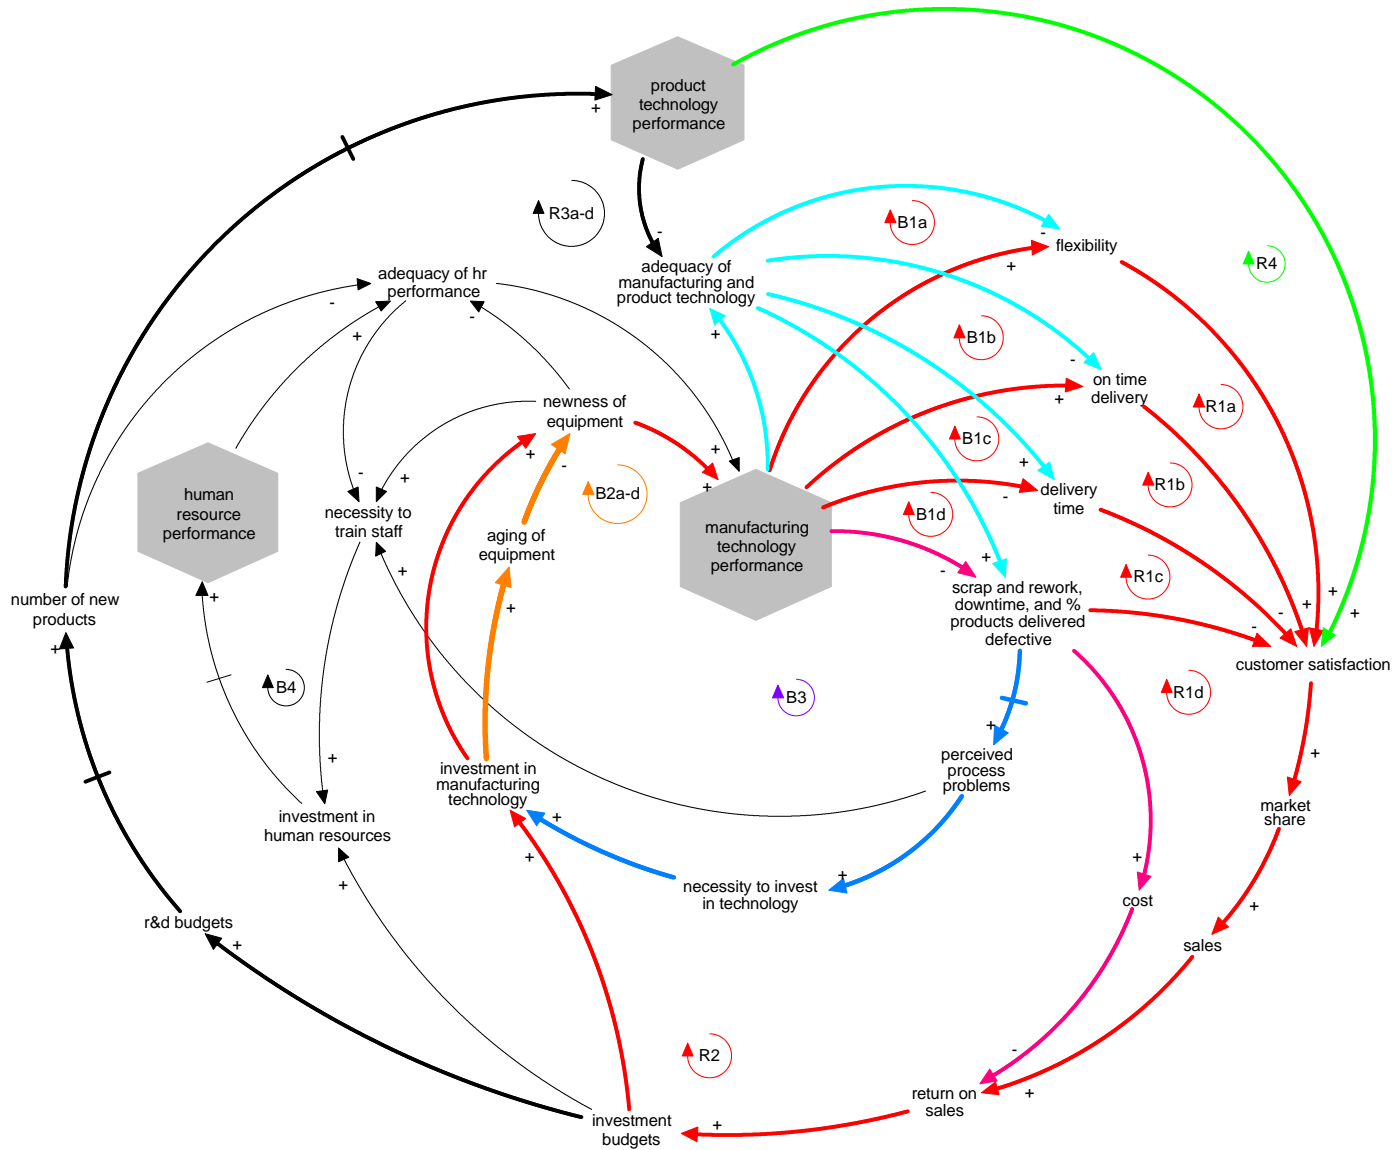 product
technology
performance
+
R3a-d
-
B1a
-
flexibility
+
R4
adequacy of
manufacturing and
product technology
adequacy of hr
performance
-
+
-
+
B1b
-
on time
delivery
+
R1a
newness of
equipment
+
-
B2a-d
+
+
B1c
+
delivery
time
-
R1b
-
+
necessity to
train staff
human
resource
performance
aging of
equipment
manufacturing
technology
performance
B1d
-
+
scrap and rework,
downtime, and %
products delivered
defective
R1c
+
+
+
-
-
+
+
+
number of new
products
+
customer satisfaction
B4
B3
R1d
+
perceived
process
problems
+
+
investment in
manufacturing
technology
investment in
human resources
+
+
market
share
+
+
necessity to invest
in technology
+
cost
+
r&d budgets
+
sales
R2
-
+
return on
sales
+
investment
budgets